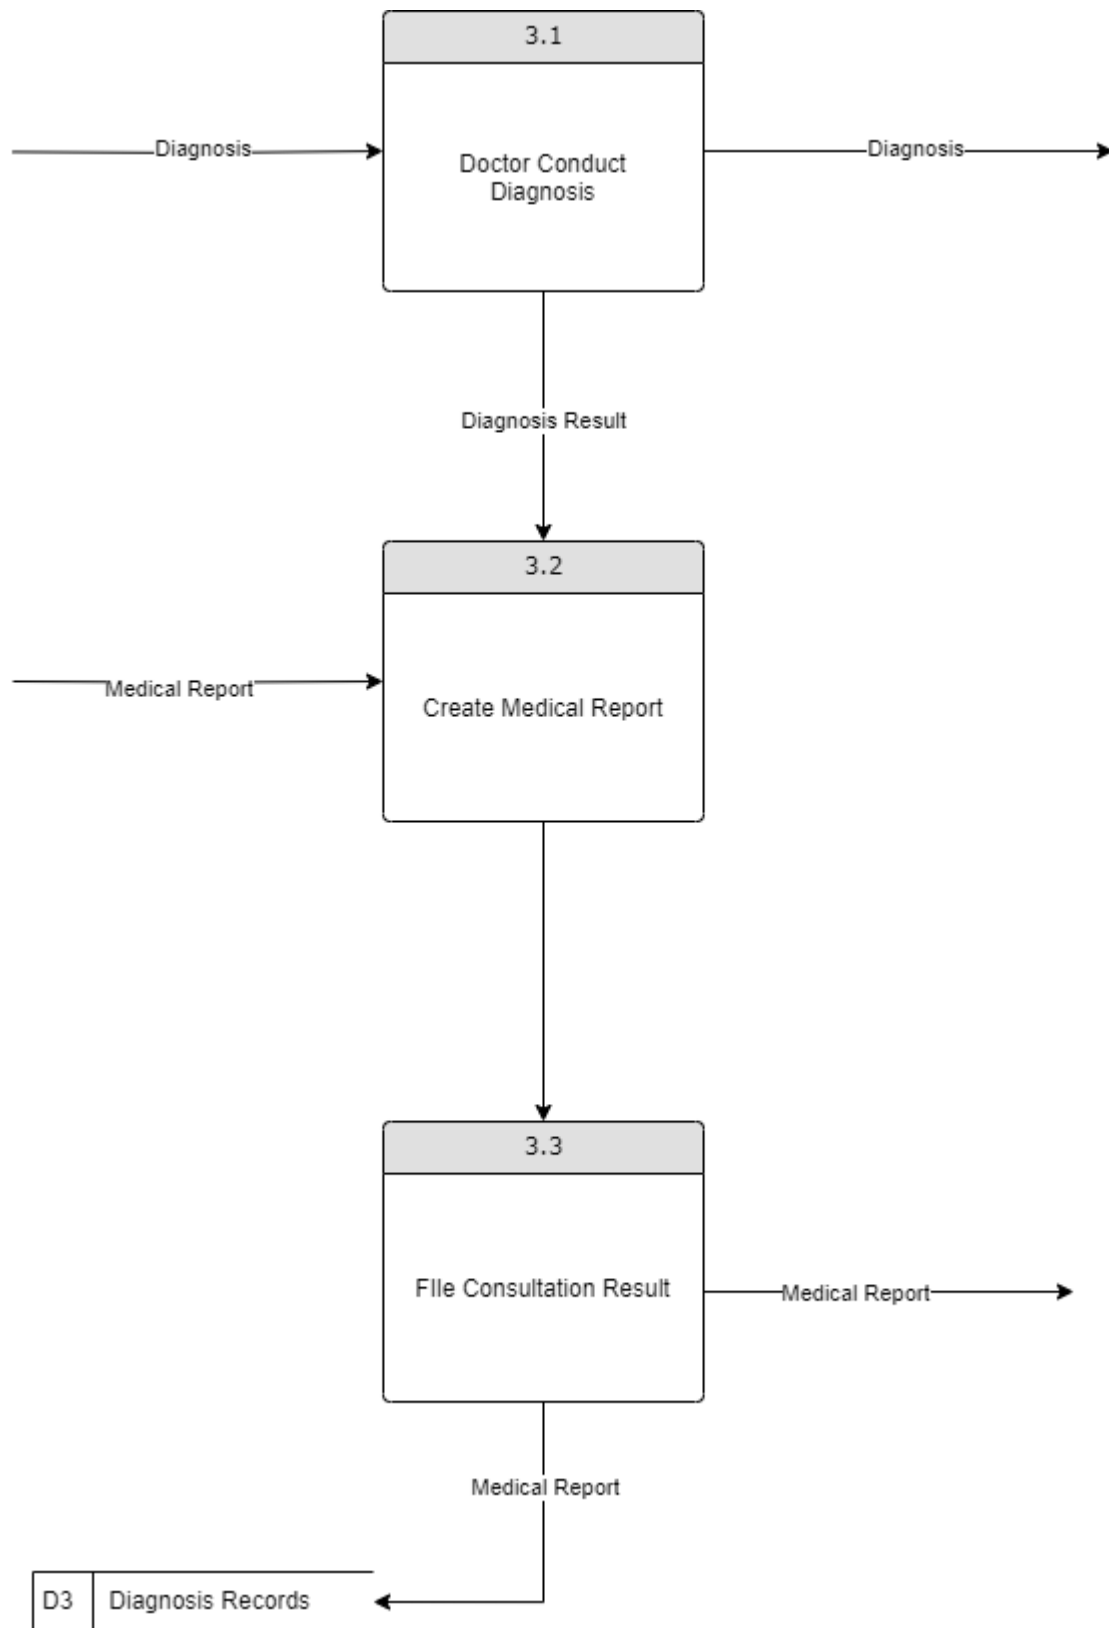 3.1
Diagnosis
Doctor Conduct
Diagnosis
Diagnosis
Diagnosis Result
3.2
Medical Report
Create Medical Report
3.3
FIle Consultation Result
Medical Report
Medical Report
D3
Diagnosis Records